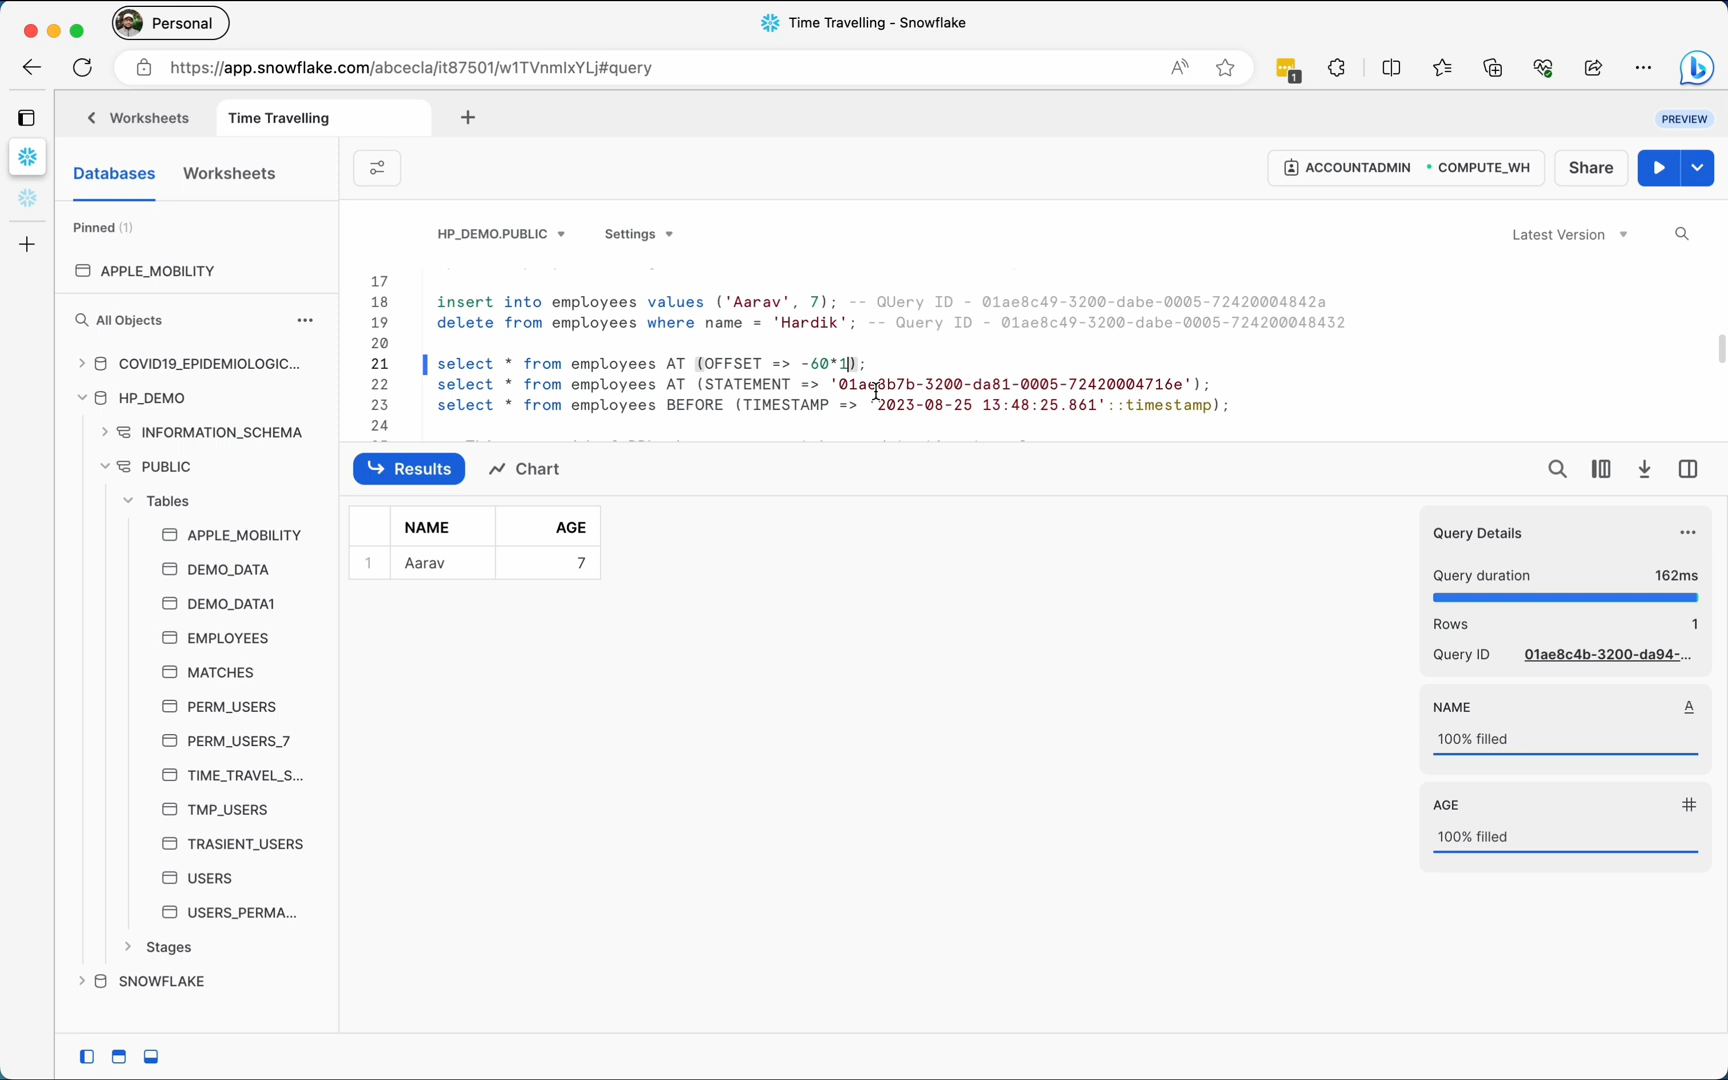 Personal
Time Travelling - Snowflake
https://app.snowflake.com/abcecla/it87501/w1TVnmlxYLj#query
1
Worksheets
Time Travelling
PREVIEW
Databases
Worksheets
ACCOUNTADMIN
COMPUTE_WH
Share
Pinned (1)
APPLE_MOBILITY
HP_DEMO.PUBLIC
Settings
Latest Version
All Objects
COVID19_EPIDEMIOLOGIC...
HP_DEMO
INFORMATION_SCHEMA
PUBLIC
Tables
APPLE_MOBILITY
DEMO_DATA
DEMO_DATA1
EMPLOYEES
MATCHES
PERM_USERS
PERM_USERS_7
TIME_TRAVEL_S...
TMP_USERS
TRASIENT_USERS
USERS
USERS_PERMA...
Stages
SNOWFLAKE
17
18 insert into employees values ('Aarav', 7); -- QUery ID - 01ae8c49-3200-dabe-0005-72420004842a
19 delete from employees where name = 'Hardik'; -- Query ID - 01ae8c49-3200-dabe-0005-724200048432
20
21 select * from employees AT (OFFSET => -60*1);
22 select * from employees AT (STATEMENT => '01ae8b7b-3200-da81-0005-72420004716e');
23 select * from employees BEFORE (TIMESTAMP => '2023-08-25 13:48:25.861'::timestamp);
24
Results
Chart
NAME AGE
1 Aarav 7
Query Details
Query duration 162ms
Rows 1
Query ID 01ae8c4b-3200-da94-...
NAME A
100% filled
AGE #
100% filled